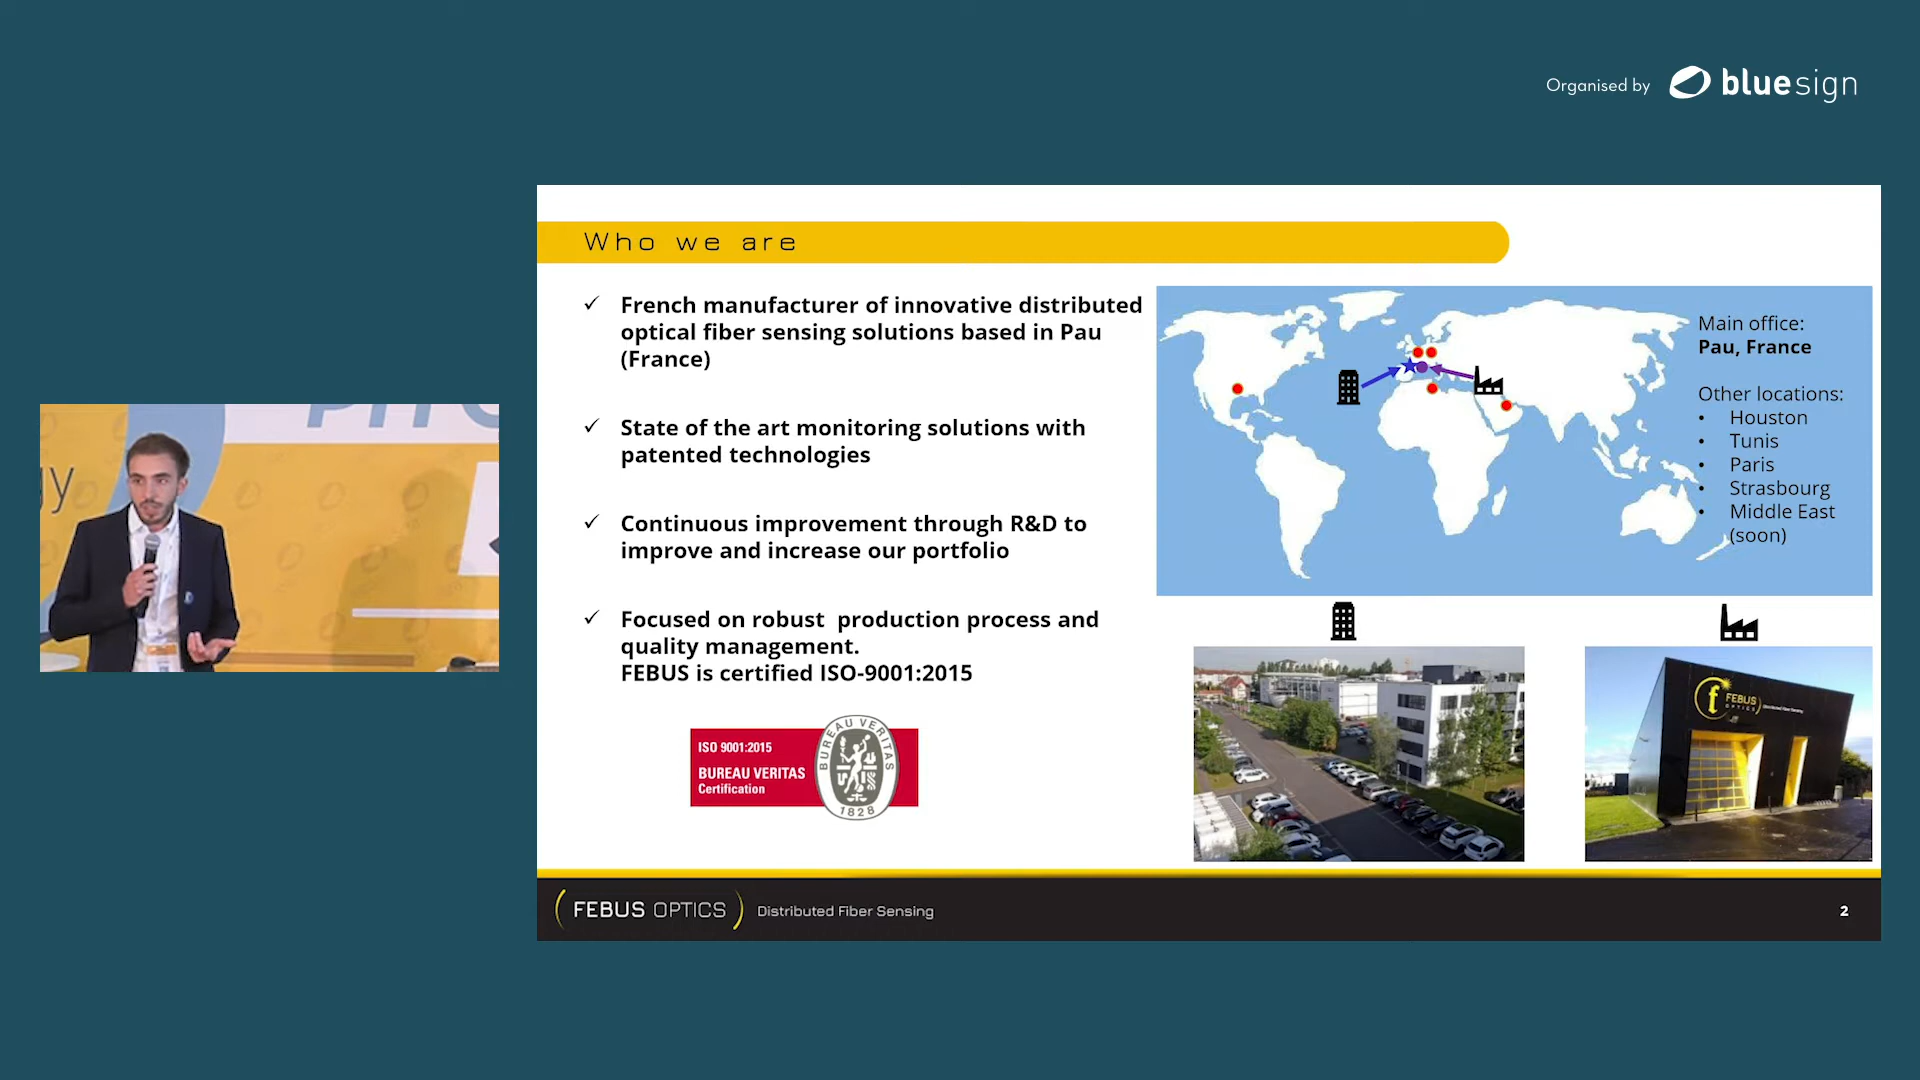 Organised by bluesign
Who we are
✓ French manufacturer of innovative distributed
optical fiber sensing solutions based in Pau
(France)
✓ State of the art monitoring solutions with
patented technologies
✓ Continuous improvement through R&D to
improve and increase our portfolio
✓ Focused on robust production process and
quality management.
FEBUS is certified ISO-9001:2015
ISO 9001:2015
BUREAU VERITAS
Certification
BUREAU VERITAS
1828
Main office:
Pau, France
Other locations:
• Houston
• Tunis
• Paris
• Strasbourg
• Middle East
(soon)
f FEBUS
OPTICS
FEBUS OPTICS Distributed Fiber Sensing
2